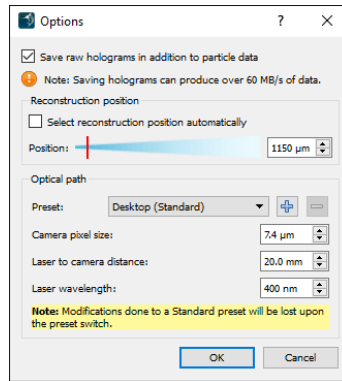 Options ? ×
Save raw holograms in addition to particle data
! Note: Saving holograms can produce over 60 MB/s of data.
Reconstruction position
Select reconstruction position automatically
Position: 1150 µm
Optical path
Preset: Desktop (Standard)
Camera pixel size: 7.4 µm
Laser to camera distance: 20.0 mm
Laser wavelength: 400 nm
Note: Modifications done to a Standard preset will be lost upon
the preset switch.
OK Cancel